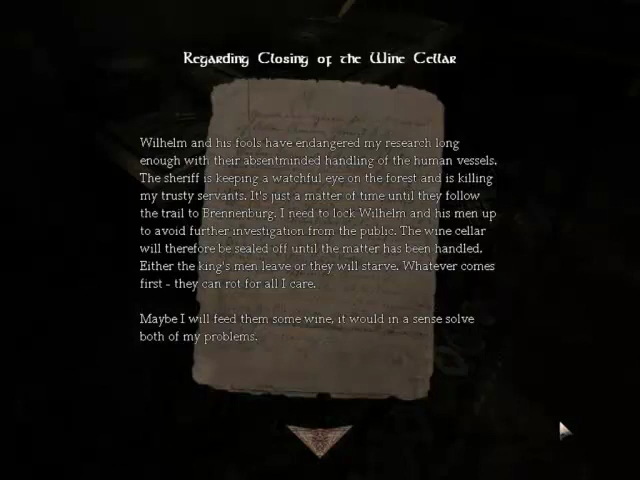 Regarding Closing of the Wine Cellar
Wilhelm and his fools have endangered my research long
enough with their absentminded handling of the human vessels.
The sheriff is keeping a watchful eye on the forest and is killing
my trusty servants. It's just a matter of time until they follow
the trail to Brennenburg. I need to lock Wilhelm and his men up
to avoid further investigation from the public. The wine cellar
will therefore be sealed off until the matter has been handled.
Either the king's men leave or they will starve. Whatever comes
first - they can rot for all I care.
Maybe I will feed them some wine, it would in a sense solve
both of my problems.